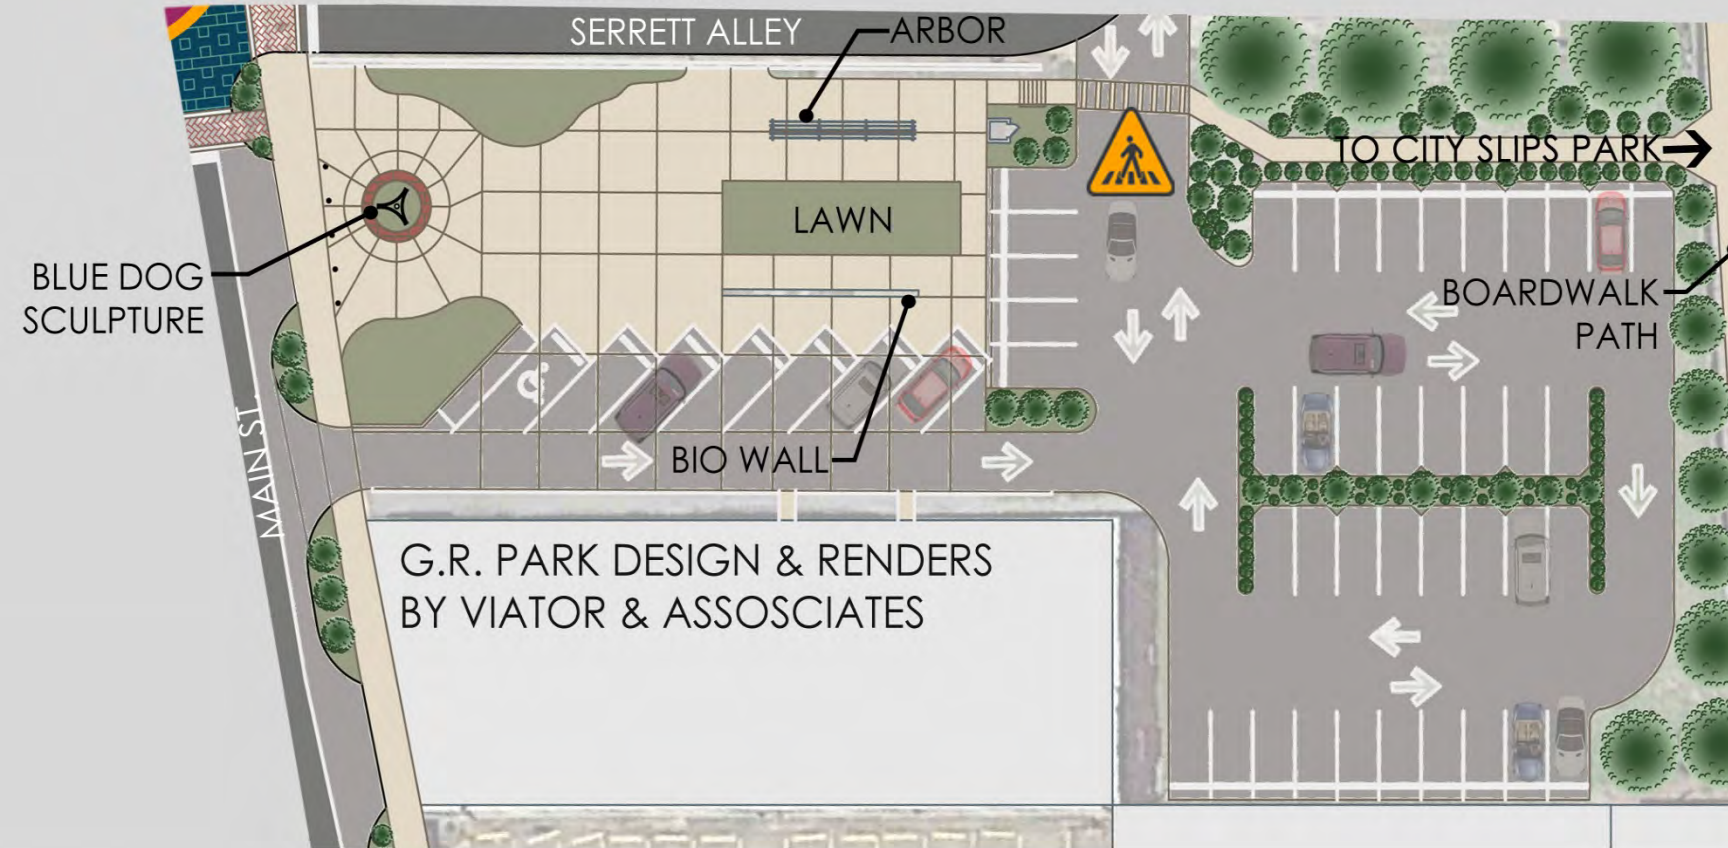 SERRETT ALLEY
ARBOR
TO CITY SLIPS PARK
LAWN
BLUE DOG
SCULPTURE
BOARDWALK
PATH
MAIN ST.
BIO WALL
G.R. PARK DESIGN & RENDERS
BY VIATOR & ASSOSCIATES